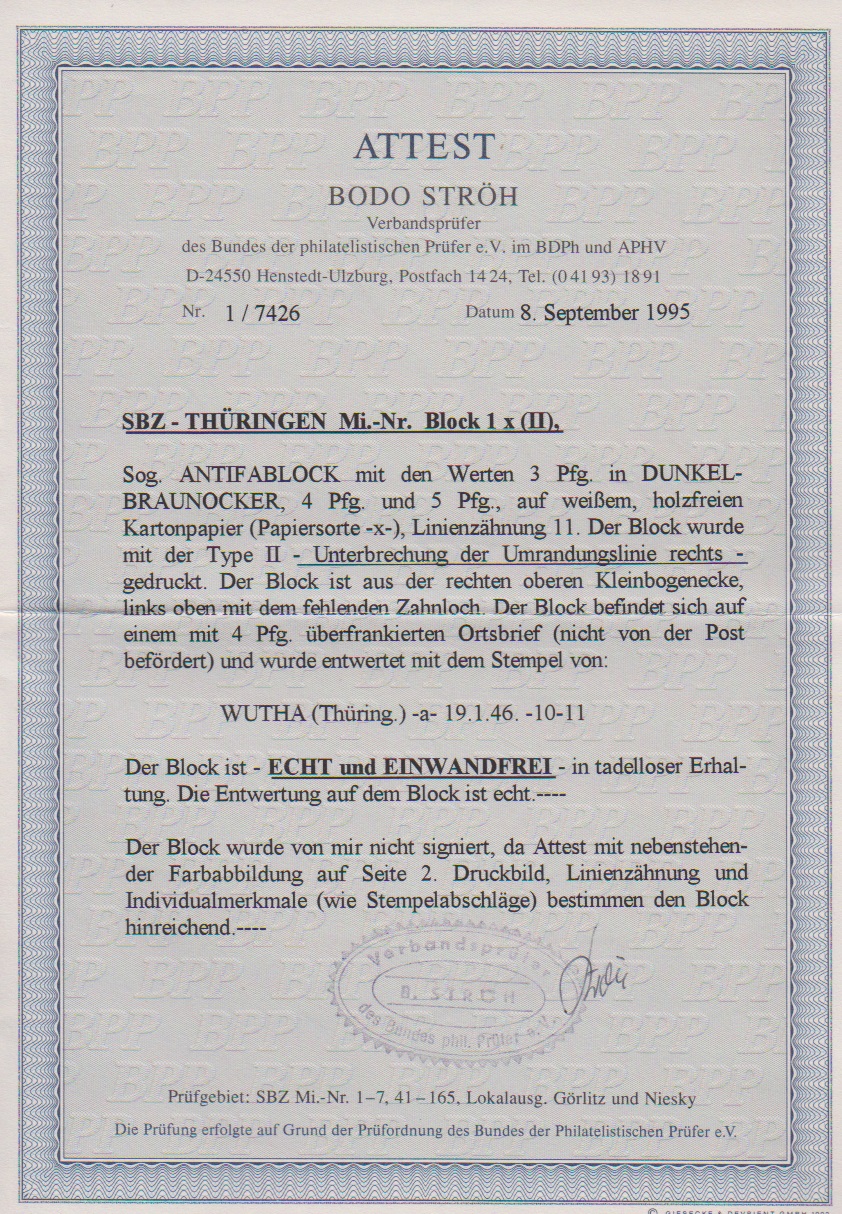 ATTEST
BODO STRÖH
Verbandsprüfer
des Bundes der philatelistischen Prüfer e.V. im BDPh und APHV
D-24550 Henstedt-Ulzburg, Postfach 14 24, Tel. (0 41 93) 18 91
Nr. 1 / 7426 Datum 8. September 1995
SBZ - THÜRINGEN Mi.-Nr. Block 1 x (II),
Sog. ANTIFABLOCK mit den Werten 3 Pfg. in DUNKEL-
BRAUNOCKER, 4 Pfg. und 5 Pfg., auf weißem, holzfreien
Kartonpapier (Papiersorte -x-), Linienzähnung 11. Der Block wurde
mit der Type II - Unterbrechung der Umrandungslinie rechts -
gedruckt. Der Block ist aus der rechten oberen Kleinbogenecke,
links oben mit dem fehlenden Zahnloch. Der Block befindet sich auf
einem mit 4 Pfg. überfrankierten Ortsbrief (nicht von der Post
befördert) und wurde entwertet mit dem Stempel von:
WUTHA (Thüring.) -a- 19.1.46. -10-11
Der Block ist - ECHT und EINWANDFREI - in tadelloser Erhal-
tung. Die Entwertung auf dem Block ist echt.----
Der Block wurde von mir nicht signiert, da Attest mit nebenstehen-
der Farbabbildung auf Seite 2. Druckbild, Linienzähnung und
Individualmerkmale (wie Stempelabschläge) bestimmen den Block
hinreichend.----
Verbandsprüfer
B. STRÖH
des Bundes phil. Prüfer e.V.
Prüfgebiet: SBZ Mi.-Nr. 1–7, 41–165, Lokalausg. Görlitz und Niesky
Die Prüfung erfolgte auf Grund der Prüfordnung des Bundes der Philatelistischen Prüfer e.V.